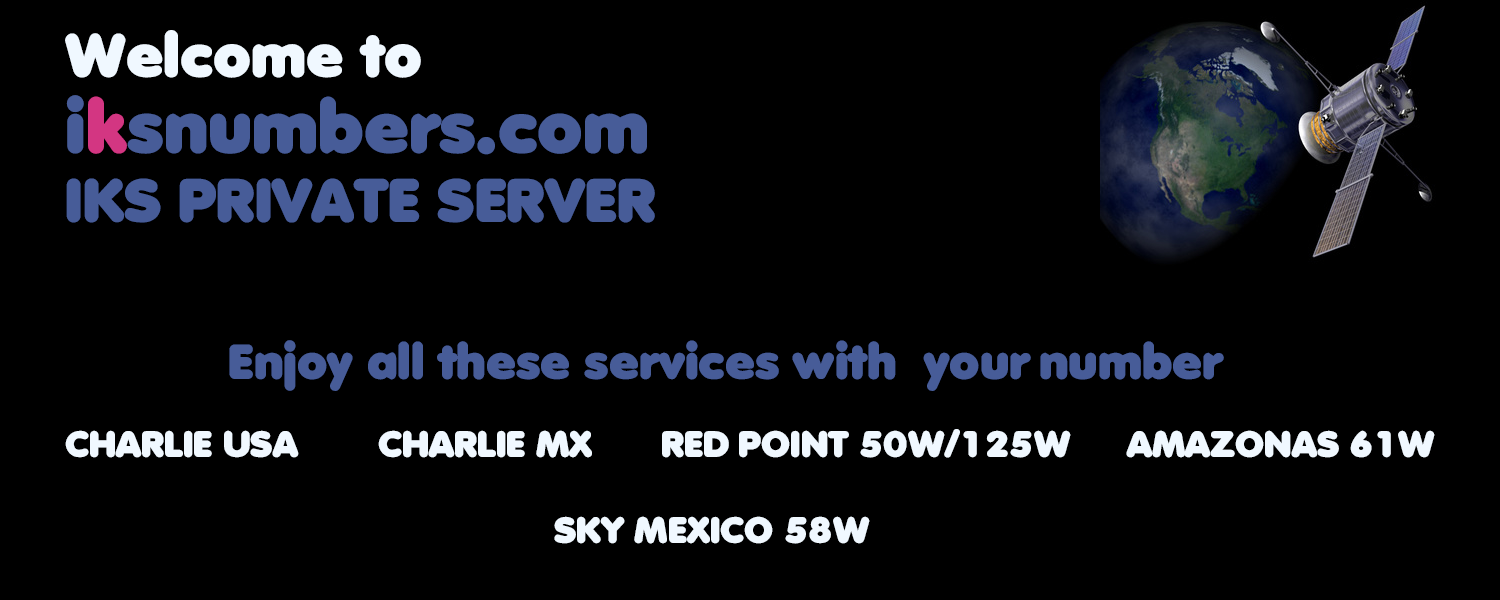 Welcome to
iksnumbers.com
IKS PRIVATE SERVER
Enjoy all these services with your number
CHARLIE USA CHARLIE MX RED POINT 50W/125W AMAZONAS 61W
SKY MEXICO 58W